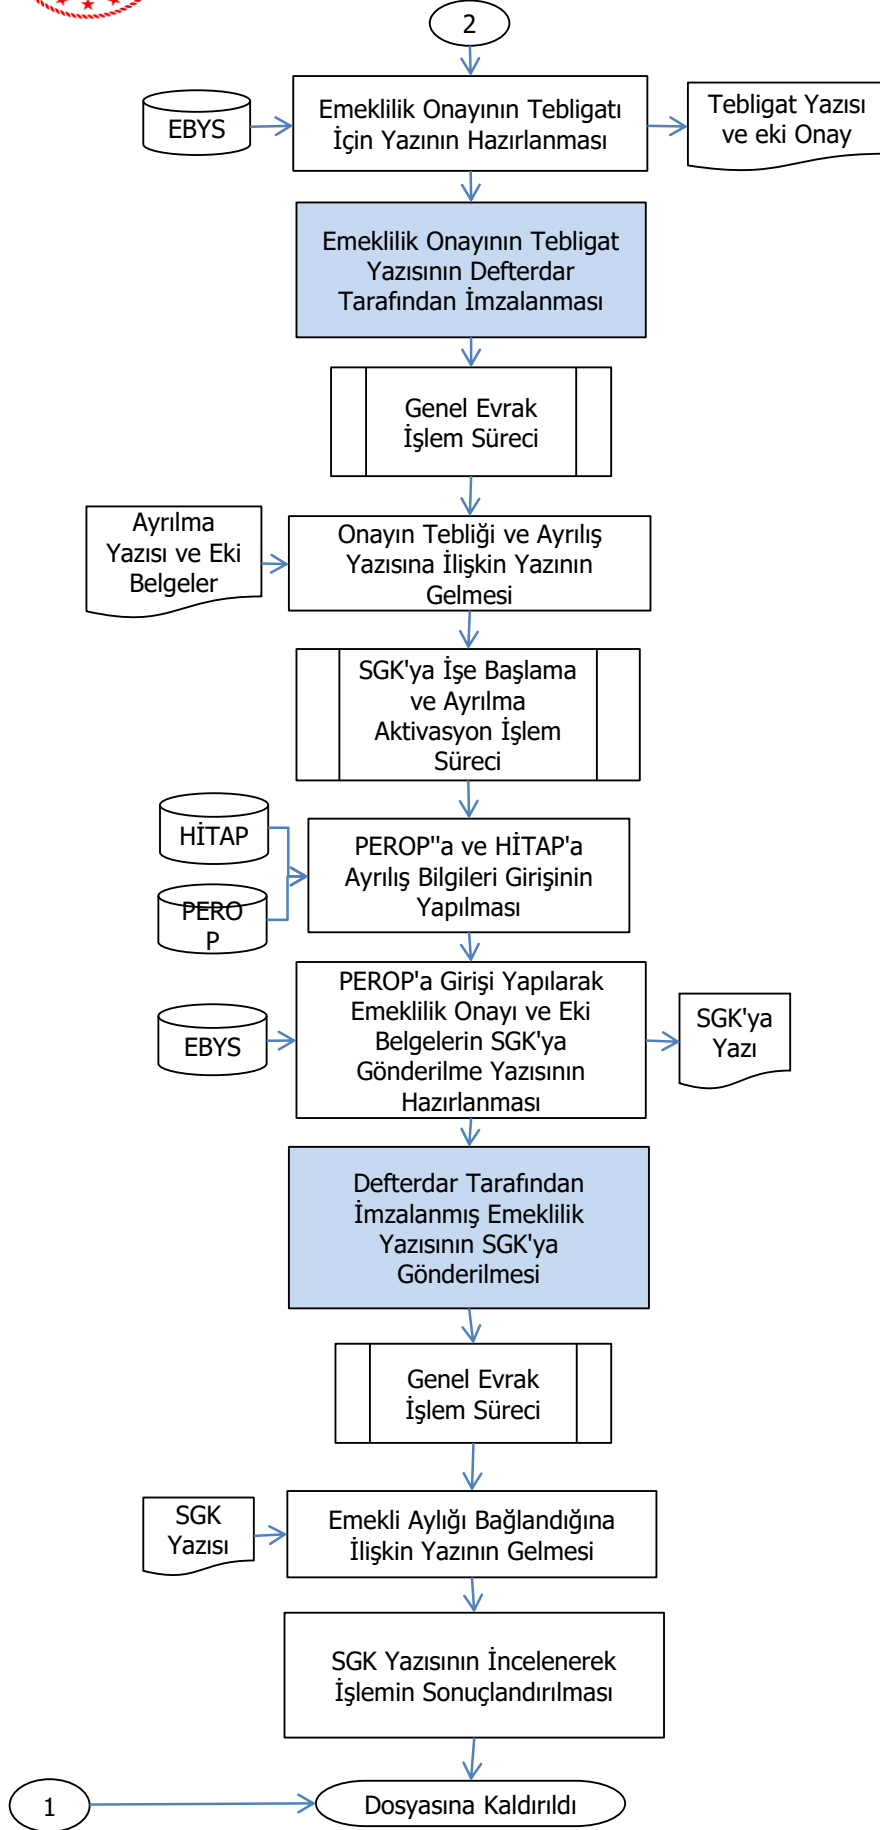 2
EBYS
Emeklilik Onayının Tebligatı
İçin Yazının Hazırlanması
Tebligat Yazısı
ve eki Onay
Emeklilik Onayının Tebligat
Yazısının Defterdar
Tarafından İmzalanması
Genel Evrak
İşlem Süreci
Ayrılma
Yazısı ve Eki
Belgeler
Onayın Tebliği ve Ayrılış
Yazısına İlişkin Yazının
Gelmesi
SGK'ya İşe Başlama
ve Ayrılma
Aktivasyon İşlem
Süreci
HİTAP
PERO
P
PEROP''a ve HİTAP'a
Ayrılış Bilgileri Girişinin
Yapılması
EBYS
PEROP'a Girişi Yapılarak
Emeklilik Onayı ve Eki
Belgelerin SGK'ya
Gönderilme Yazısının
Hazırlanması
SGK'ya
Yazı
Defterdar Tarafından
İmzalanmış Emeklilik
Yazısının SGK'ya
Gönderilmesi
Genel Evrak
İşlem Süreci
SGK
Yazısı
Emekli Aylığı Bağlandığına
İlişkin Yazının Gelmesi
SGK Yazısının İncelenerek
İşlemin Sonuçlandırılması
1
Dosyasına Kaldırıldı